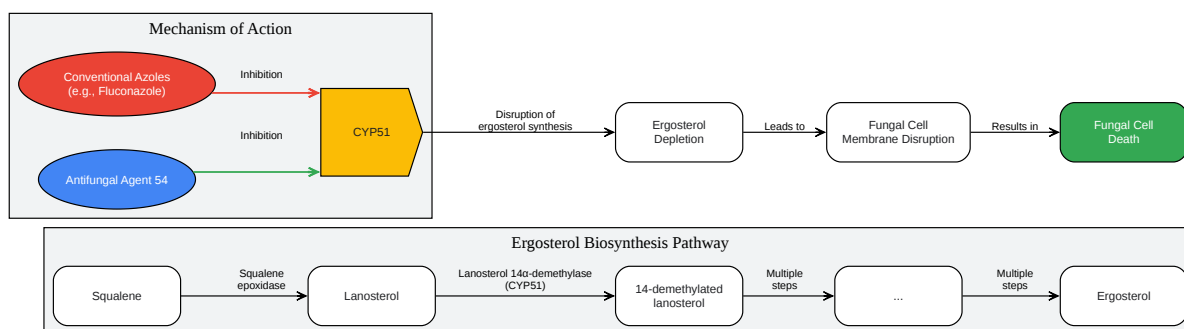 Mechanism of Action
Conventional Azoles
(e.g., Fluconazole)
Inhibition
Inhibition
CYP51
Antifungal Agent 54
Disruption of
ergosterol synthesis
Ergosterol
Depletion
Leads to
Fungal Cell
Membrane Disruption
Results in
Fungal Cell
Death
Ergosterol Biosynthesis Pathway
Squalene
Squalene
epoxidase
Lanosterol
Lanosterol 14α-demethylase
(CYP51)
14-demethylated
lanosterol
Multiple
steps
...
Multiple
steps
Ergosterol